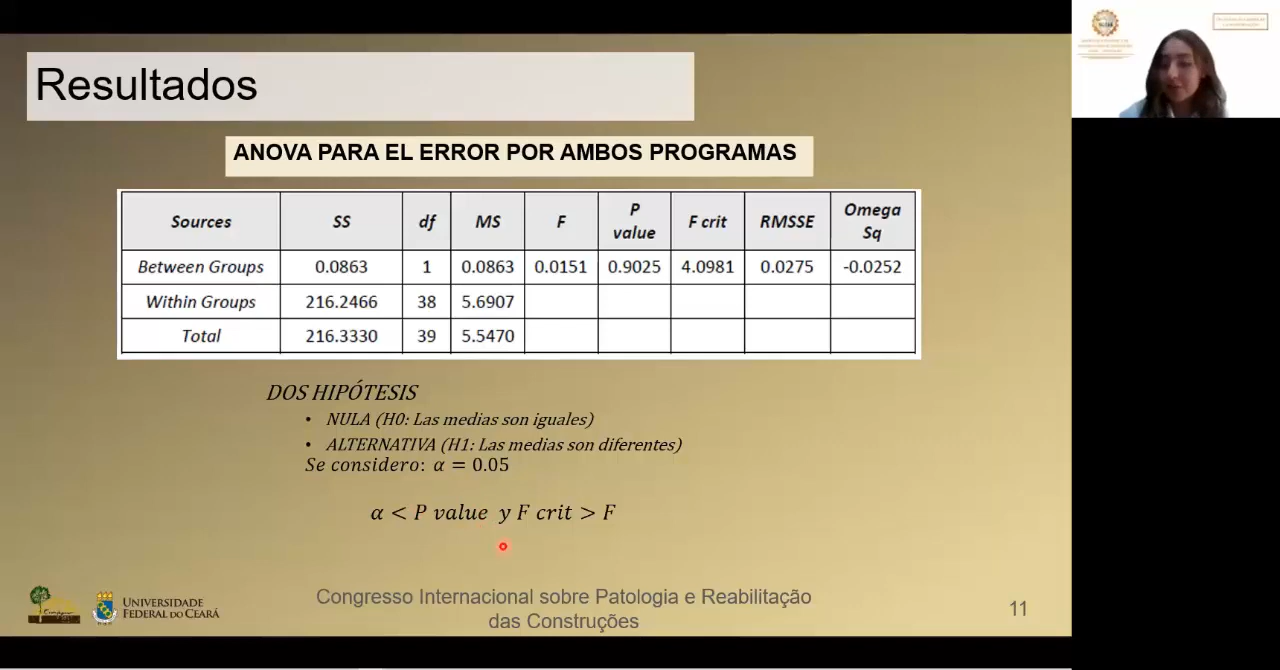 Resultados
ANOVA PARA EL ERROR POR AMBOS PROGRAMAS
Sources SS df MS F P value F crit RMSSE Omega Sq
Between Groups 0.0863 1 0.0863 0.0151 0.9025 4.0981 0.0275 -0.0252
Within Groups 216.2466 38 5.6907
Total 216.3330 39 5.5470
DOS HIPÓTESIS
• NULA (H0: Las medias son iguales)
• ALTERNATIVA (H1: Las medias son diferentes)
Se considero: α = 0.05
α < P value y F crit > F
UNIVERSIDADE
FEDERAL DO CEARÁ
Congresso Internacional sobre Patologia e Reabilitação
das Construções
11